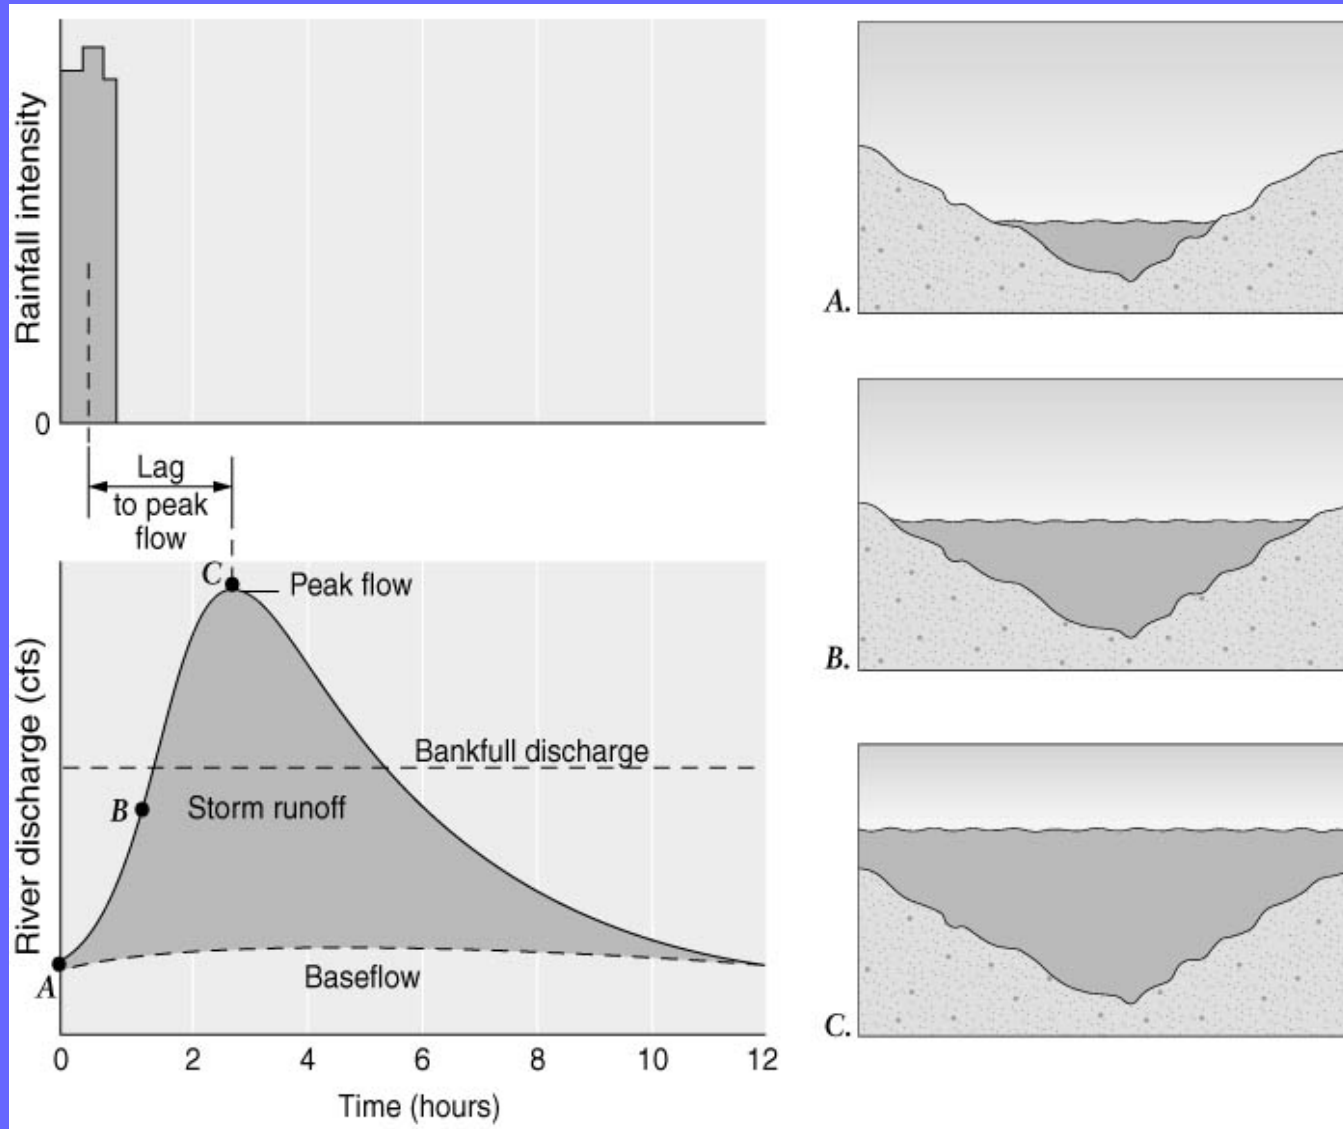 Rainfall intensity
0
Lag
to peak
flow
C
Peak flow
River discharge (cfs)
Bankfull discharge
B
Storm runoff
A
Baseflow
0 2 4 6 8 10 12
Time (hours)
A.
B.
C.